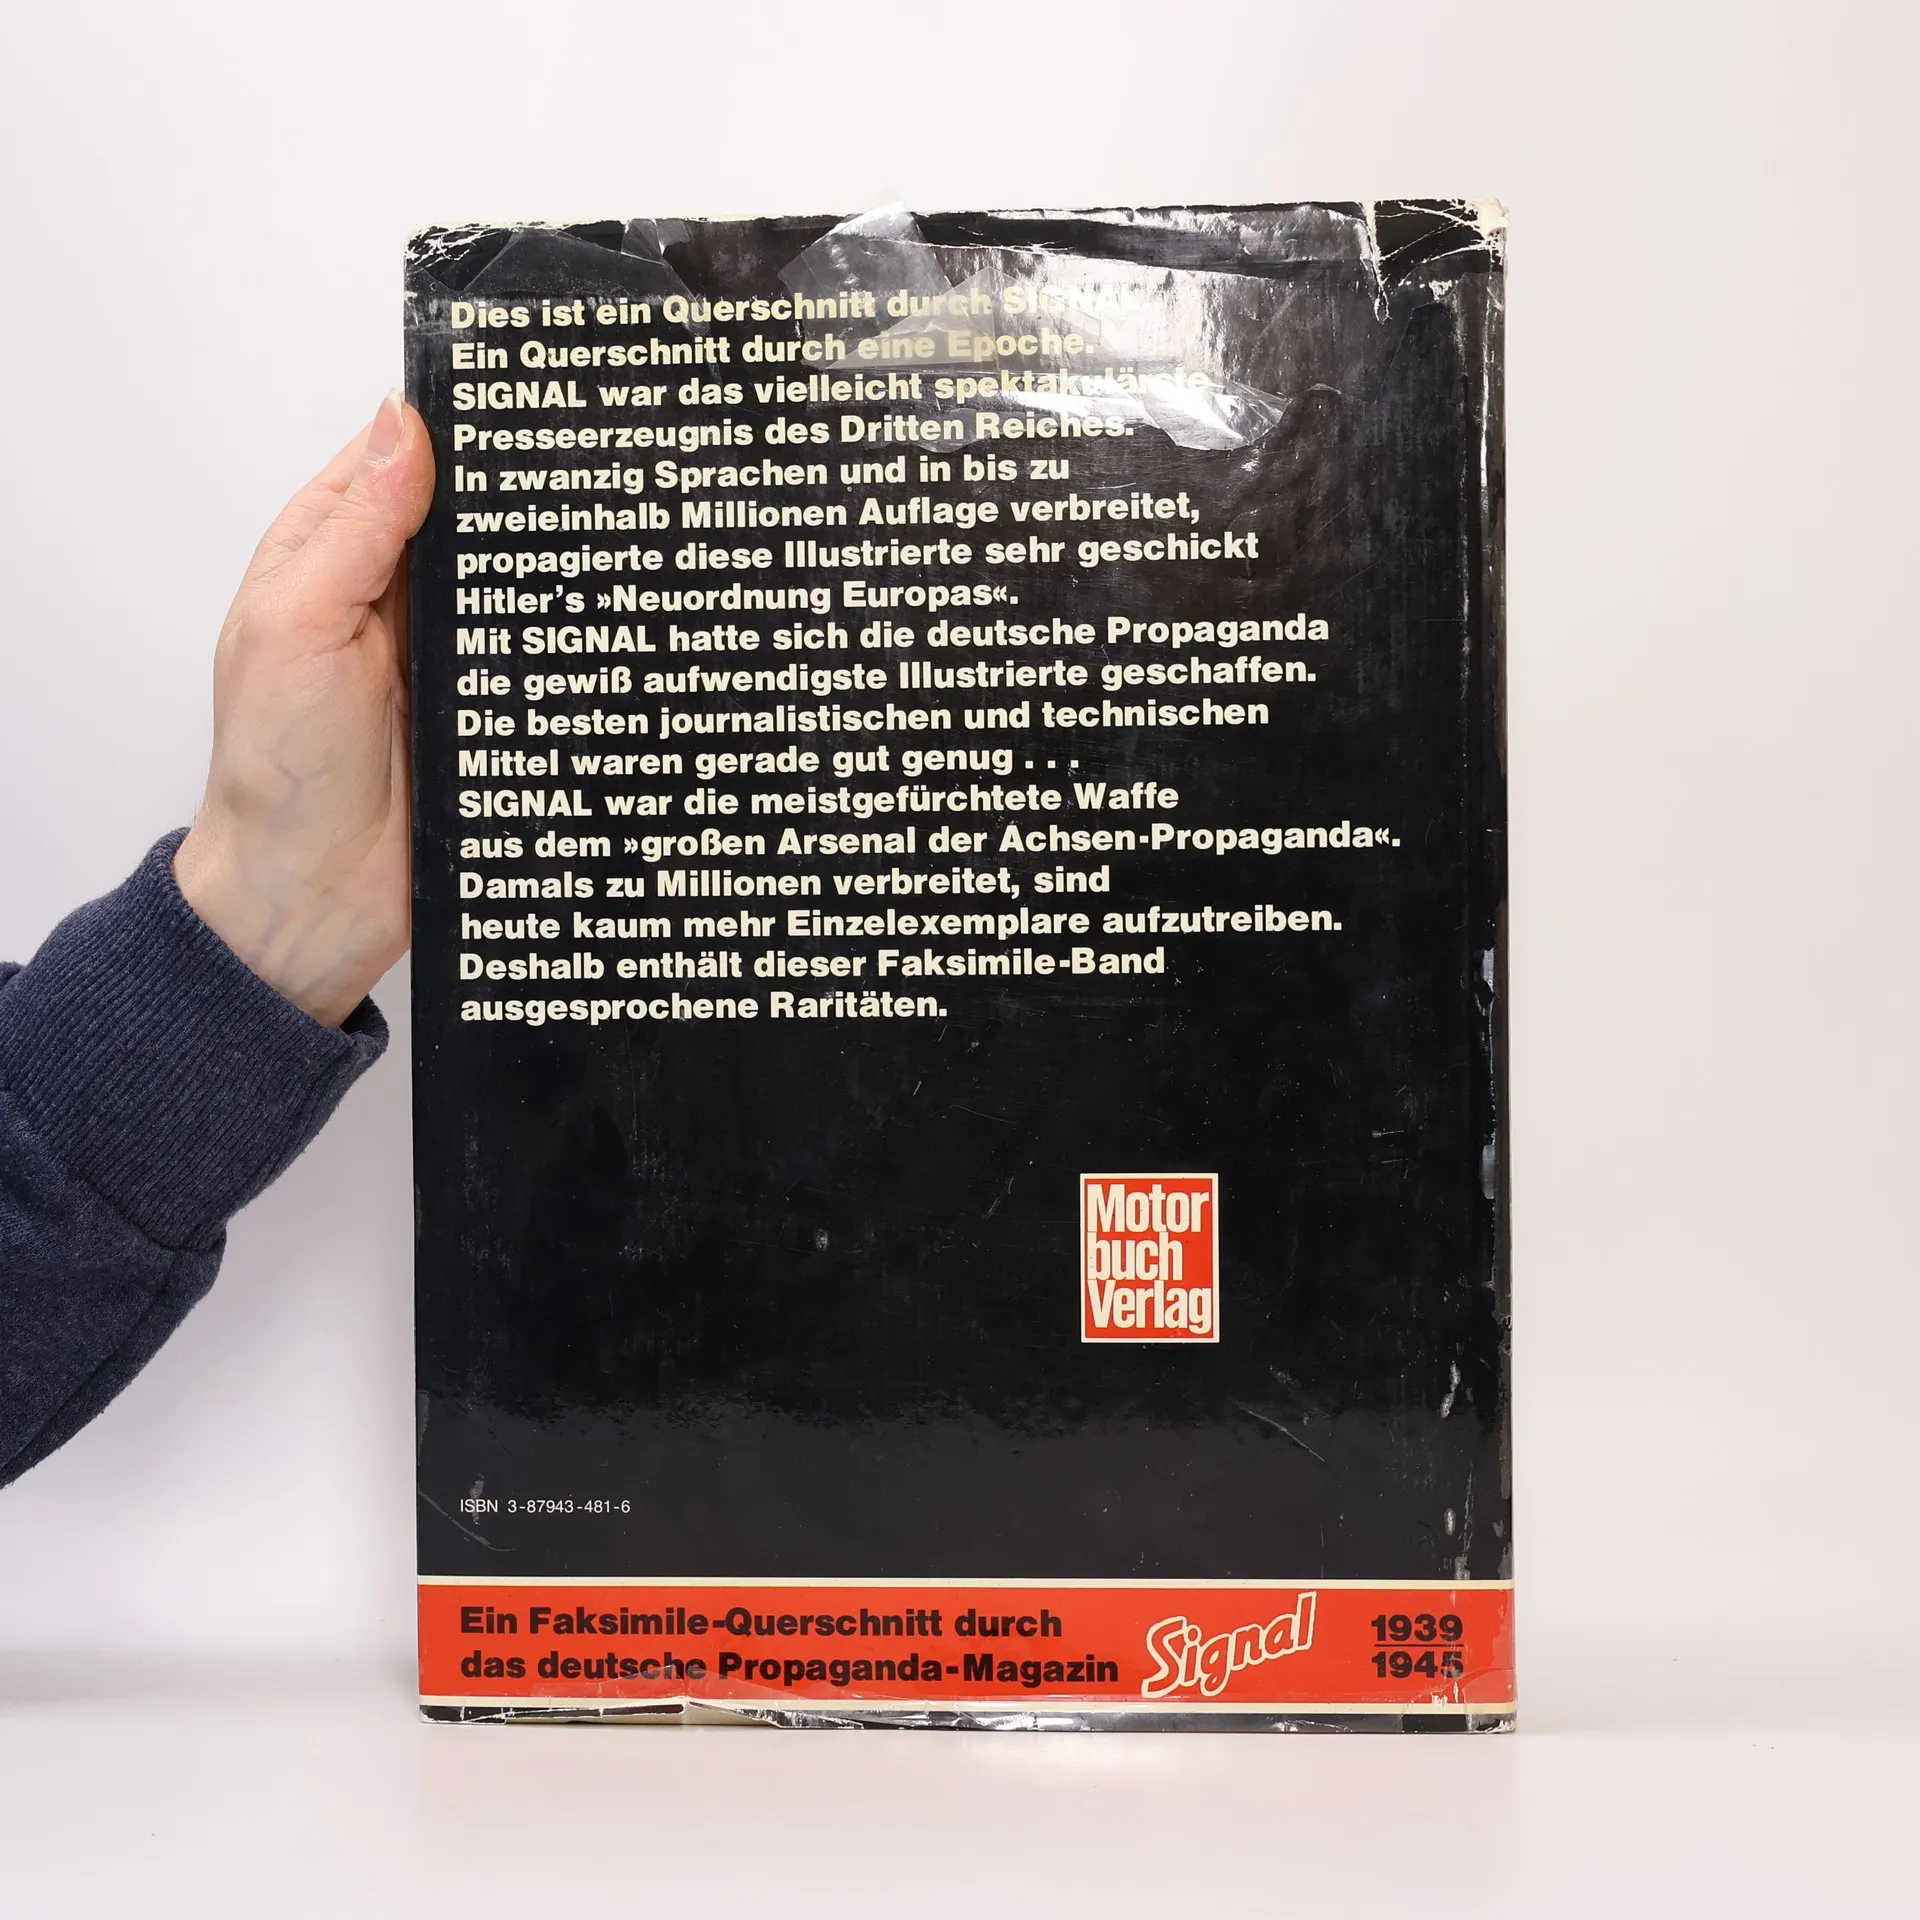 Dies ist ein Querschnitt durch SIGNAL.
Ein Querschnitt durch eine Epoche.
SIGNAL war das vielleicht spektakulärste
Presseerzeugnis des Dritten Reiches.
In zwanzig Sprachen und in bis zu
zweieinhalb Millionen Auflage verbreitet,
propagierte diese Illustrierte sehr geschickt
Hitler's »Neuordnung Europas«.
Mit SIGNAL hatte sich die deutsche Propaganda
die gewiß aufwendigste Illustrierte geschaffen.
Die besten journalistischen und technischen
Mittel waren gerade gut genug . . .
SIGNAL war die meistgefürchtete Waffe
aus dem »großen Arsenal der Achsen-Propaganda«.
Damals zu Millionen verbreitet, sind
heute kaum mehr Einzelexemplare aufzutreiben.
Deshalb enthält dieser Faksimile-Band
ausgesprochene Raritäten.
Motor
buch
Verlag
ISBN 3-87943-481-6
Ein Faksimile-Querschnitt durch
das deutsche Propaganda-Magazin
Signal
1939
1945